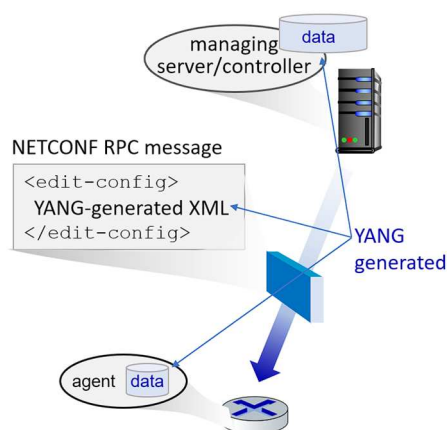 data
managing
server/controller
NETCONF RPC message
<edit-config>
YANG-generated XML
</edit-config>
YANG
generated
agent data